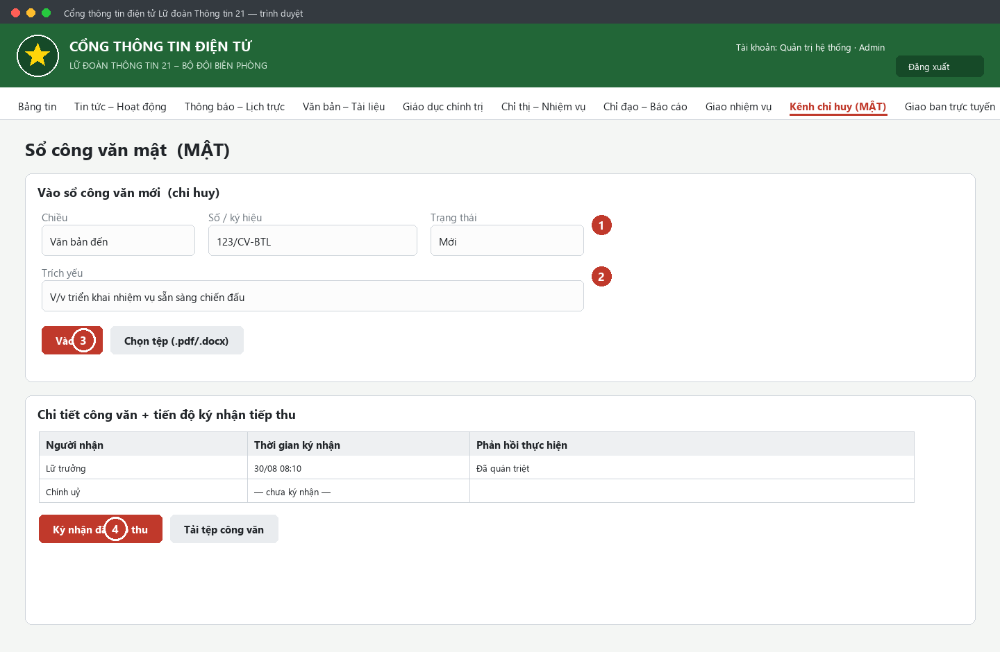 Cổng thông tin điện tử Lữ đoàn Thông tin 21 — trình duyệt
CỔNG THÔNG TIN ĐIỆN TỬ
LỮ ĐOÀN THÔNG TIN 21 – BỘ ĐỘI BIÊN PHÒNG
Tài khoản: Quản trị hệ thống · Admin
Đăng xuất
Bảng tin Tin tức – Hoạt động Thông báo – Lịch trực Văn bản – Tài liệu Giáo dục chính trị Chỉ thị – Nhiệm vụ Chỉ đạo – Báo cáo Giao nhiệm vụ Kênh chỉ huy (MẬT) Giao ban trực tuyến
Sổ công văn mật (MẬT)
Vào sổ công văn mới (chỉ huy)
Chiều Số / ký hiệu Trạng thái
1
Văn bản đến 123/CV-BTL Mới
Trích yếu
2
V/v triển khai nhiệm vụ sẵn sàng chiến đấu
3 Chọn tệp (.pdf/.docx)
Chi tiết công văn + tiến độ ký nhận tiếp thu
Người nhận Thời gian ký nhận Phản hồi thực hiện
Lữ trưởng 30/08 08:10 Đã quán triệt
Chính uỷ — chưa ký nhận —
Ký nhận 4 thu Tải tệp công văn